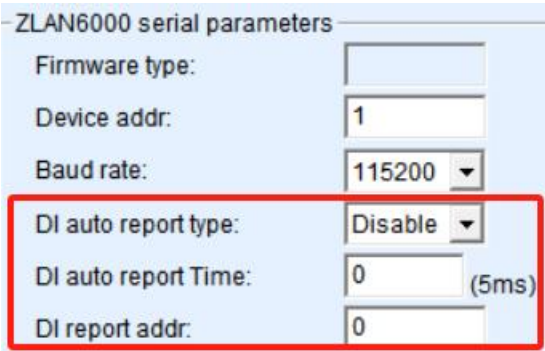 ZLAN6000 serial parameters
Firmware type:
Device addr: 1
Baud rate: 115200
DI auto report type: Disable
DI auto report Time: 0 (5ms)
DI report addr: 0